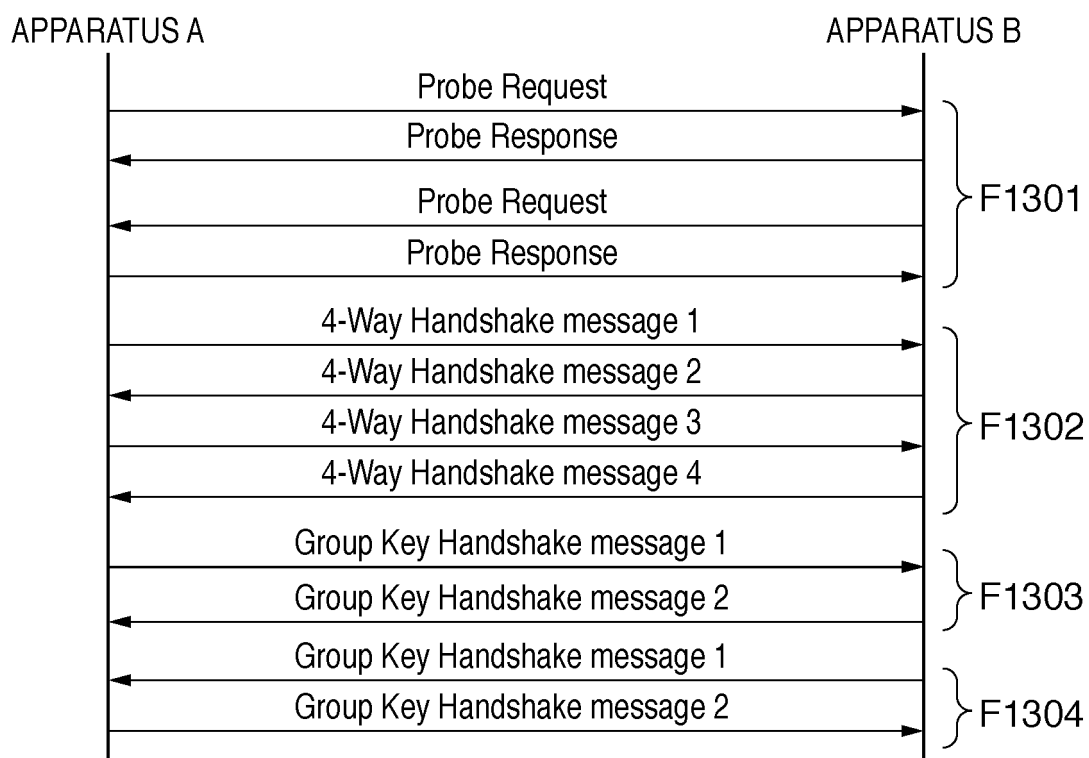 APPARATUS A
APPARATUS B
Probe Request
Probe Response
Probe Request
Probe Response
F1301
4-Way Handshake message 1
4-Way Handshake message 2
4-Way Handshake message 3
4-Way Handshake message 4
F1302
Group Key Handshake message 1
Group Key Handshake message 2
F1303
Group Key Handshake message 1
Group Key Handshake message 2
F1304